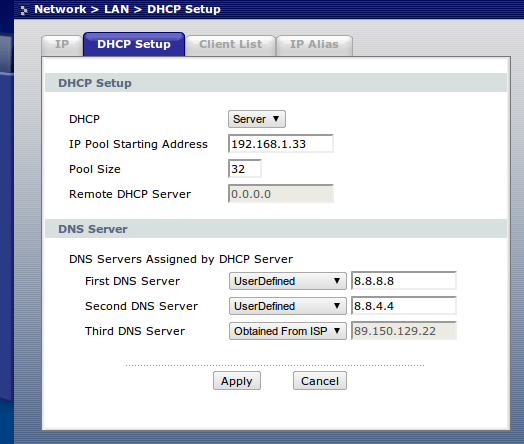 Network > LAN > DHCP Setup
IP DHCP Setup Client List IP Alias
DHCP Setup
DHCP Server
IP Pool Starting Address 192.168.1.33
Pool Size 32
Remote DHCP Server 0.0.0.0
DNS Server
DNS Servers Assigned by DHCP Server
First DNS Server UserDefined 8.8.8.8
Second DNS Server UserDefined 8.8.4.4
Third DNS Server Obtained From ISP 89.150.129.22
Apply Cancel